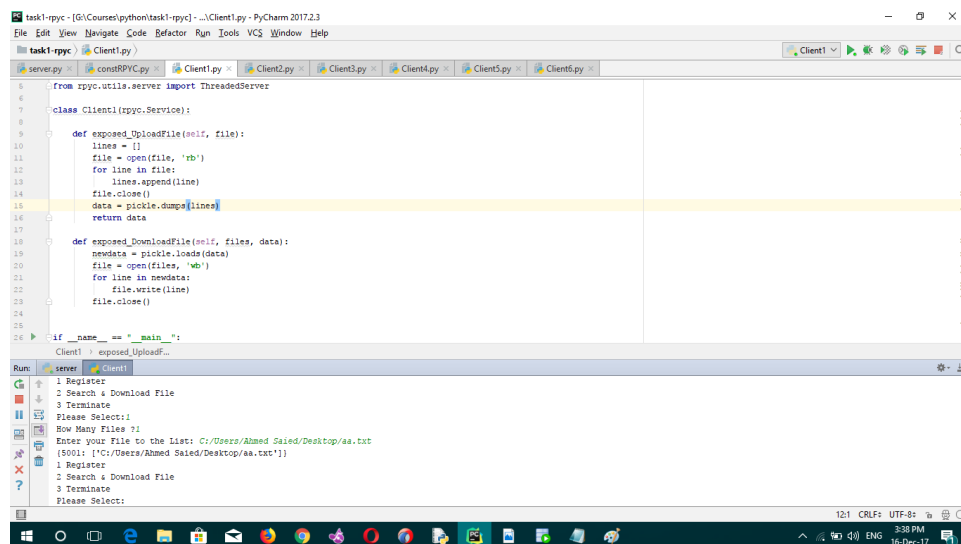 task1-rpyc - [G:\Courses\python\task1-rpyc] - ...\Client1.py - PyCharm 2017.2.3
File Edit View Navigate Code Refactor Run Tools VCS Window Help
task1-rpyc Client1.py Client1
server.py constRPYC.py Client1.py Client2.py Client3.py Client4.py Client5.py Client6.py
5 from rpyc.utils.server import ThreadedServer
6
7 class Client1(rpyc.Service):
8
9 def exposed_UploadFile(self, file):
10 lines = []
11 file = open(file, 'rb')
12 for line in file:
13 lines.append(line)
14 file.close()
15 data = pickle.dumps(lines)
16 return data
17
18 def exposed_DownloadFile(self, files, data):
19 newdata = pickle.loads(data)
20 file = open(files, 'wb')
21 for line in newdata:
22 file.write(line)
23 file.close()
24
25
26 if __name__ == "__main__":
Client1 exposed_UploadF...
Run: server Client1
1 Register
2 Search & Download File
3 Terminate
Please Select:1
How Many Files ?1
Enter your File to the List: C:/Users/Ahmed Saied/Desktop/aa.txt
{5001: ['C:/Users/Ahmed Saied/Desktop/aa.txt']}
1 Register
2 Search & Download File
3 Terminate
Please Select:
12:1 CRLF: UTF-8:
ENG 3:38 PM
16-Dec-17